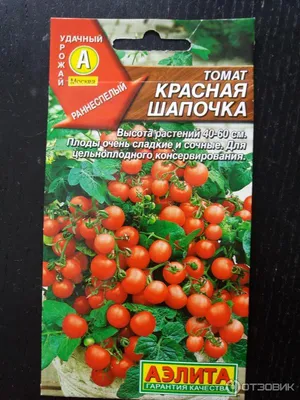 УДАЧНЫЙ
УРОЖАЙ
А
Москва
РАННЕСПЕЛЫЙ
ТОМАТ
КРАСНАЯ
ШАПОЧКА
Высота растений 40-60 см.
Плоды очень сладкие и сочные. Для
цельноплодного консервирования.
АЭЛИТА
ГАРАНТИЯ КАЧЕСТВА
ОТЗОВИК